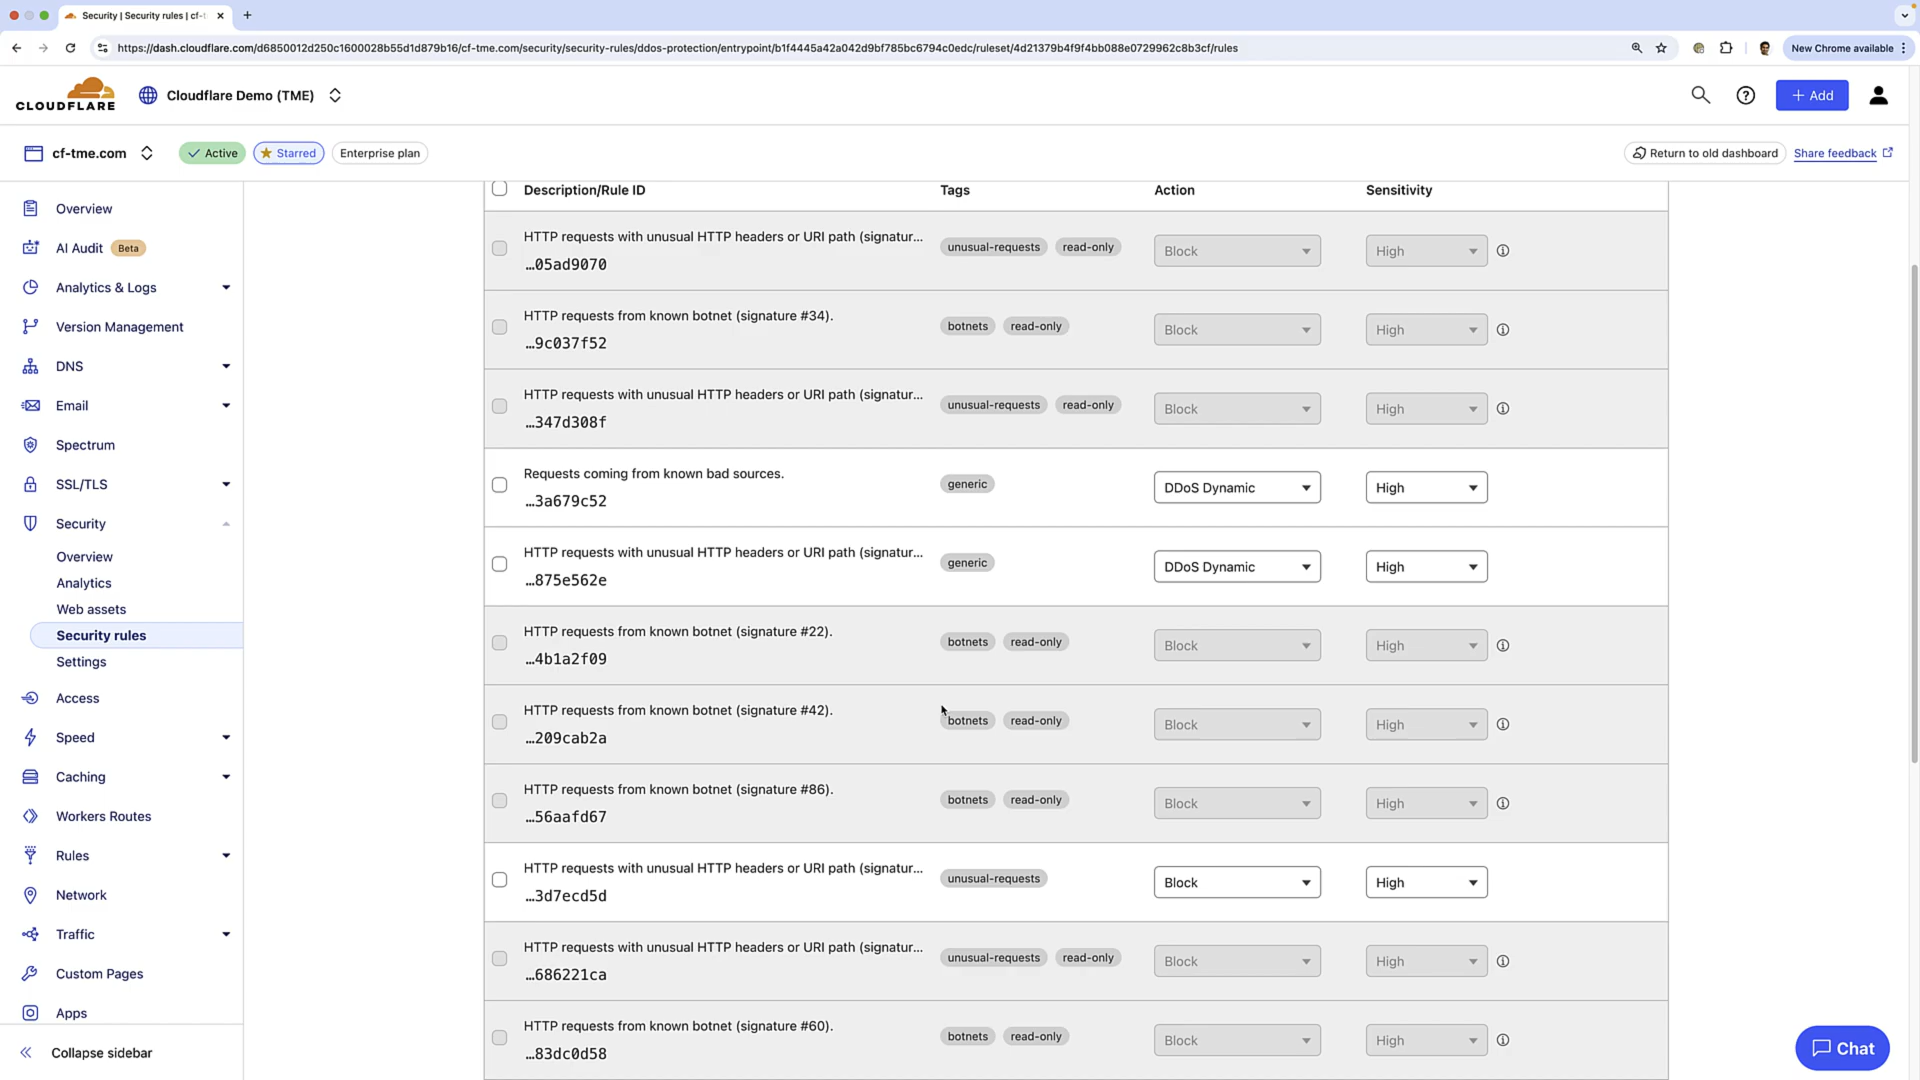 Security | Security rules | cf-t
https://dash.cloudflare.com/d6850012d250c1600028b55d1d879b16/cf-tme.com/security/security-rules/ddos-protection/entrypoint/b1f4445a42a042d9bf785bc6794c0edc/ruleset/4d21379b4f9f4bb088e0729962c8b3cf/rules
New Chrome available
CLOUDFLARE
Cloudflare Demo (TME)
+ Add
cf-tme.com
Active
Starred
Enterprise plan
Return to old dashboard
Share feedback
Overview
AI Audit Beta
Analytics & Logs
Version Management
DNS
Email
Spectrum
SSL/TLS
Security
Overview
Analytics
Web assets
Security rules
Settings
Access
Speed
Caching
Workers Routes
Rules
Network
Traffic
Custom Pages
Apps
Collapse sidebar
Description/Rule ID Tags Action Sensitivity
HTTP requests with unusual HTTP headers or URI path (signatur...
…05ad9070
unusual-requests read-only Block High
HTTP requests from known botnet (signature #34).
…9c037f52
botnets read-only Block High
HTTP requests with unusual HTTP headers or URI path (signatur...
…347d308f
unusual-requests read-only Block High
Requests coming from known bad sources.
…3a679c52
generic DDoS Dynamic High
HTTP requests with unusual HTTP headers or URI path (signatur...
…875e562e
generic DDoS Dynamic High
HTTP requests from known botnet (signature #22).
…4b1a2f09
botnets read-only Block High
HTTP requests from known botnet (signature #42).
…209cab2a
botnets read-only Block High
HTTP requests from known botnet (signature #86).
…56aafd67
botnets read-only Block High
HTTP requests with unusual HTTP headers or URI path (signatur...
…3d7ecd5d
unusual-requests Block High
HTTP requests with unusual HTTP headers or URI path (signatur...
…686221ca
unusual-requests read-only Block High
HTTP requests from known botnet (signature #60).
…83dc0d58
botnets read-only Block High
Chat